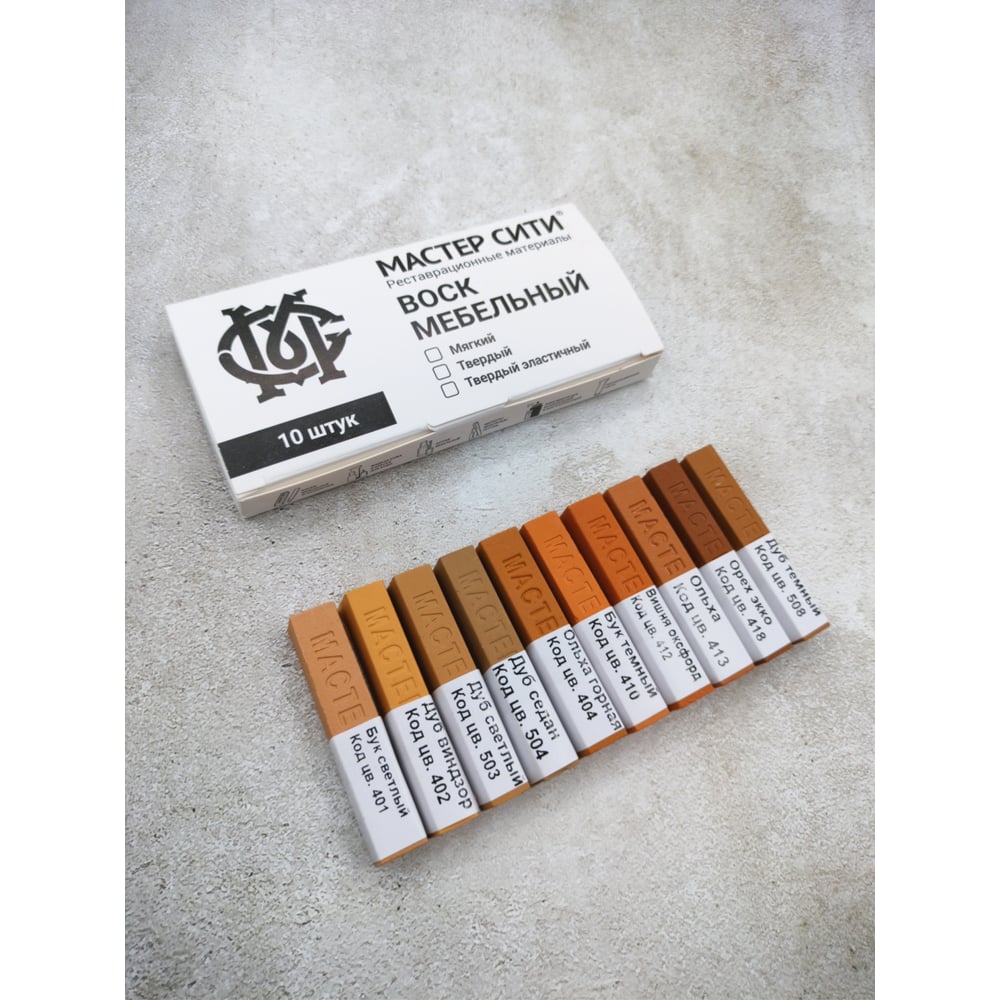 МАСТЕР СИТИ®
Реставрационные материалы
ВОСК
МЕБЕЛЬНЫЙ
Мягкий
Твердый
Твердый эластичный
10 штук
МАСТЕ
Бук светлый
Код цв. 401
МАСТЕ
Дуб виндзор
Код цв. 402
МАСТЕ
Дуб светлый
Код цв. 503
МАСТЕ
Дуб седан
Код цв. 504
МАСТЕ
Ольха горная
Код цв. 404
МАСТЕ
Бук темный
Код цв. 410
МАСТЕ
Вишня оксфорд
Код цв. 412
МАСТЕ
Ольха
Код цв. 413
МАСТЕ
Орех экко
Код цв. 418
МАСТЕ
Дуб темный
Код цв. 508